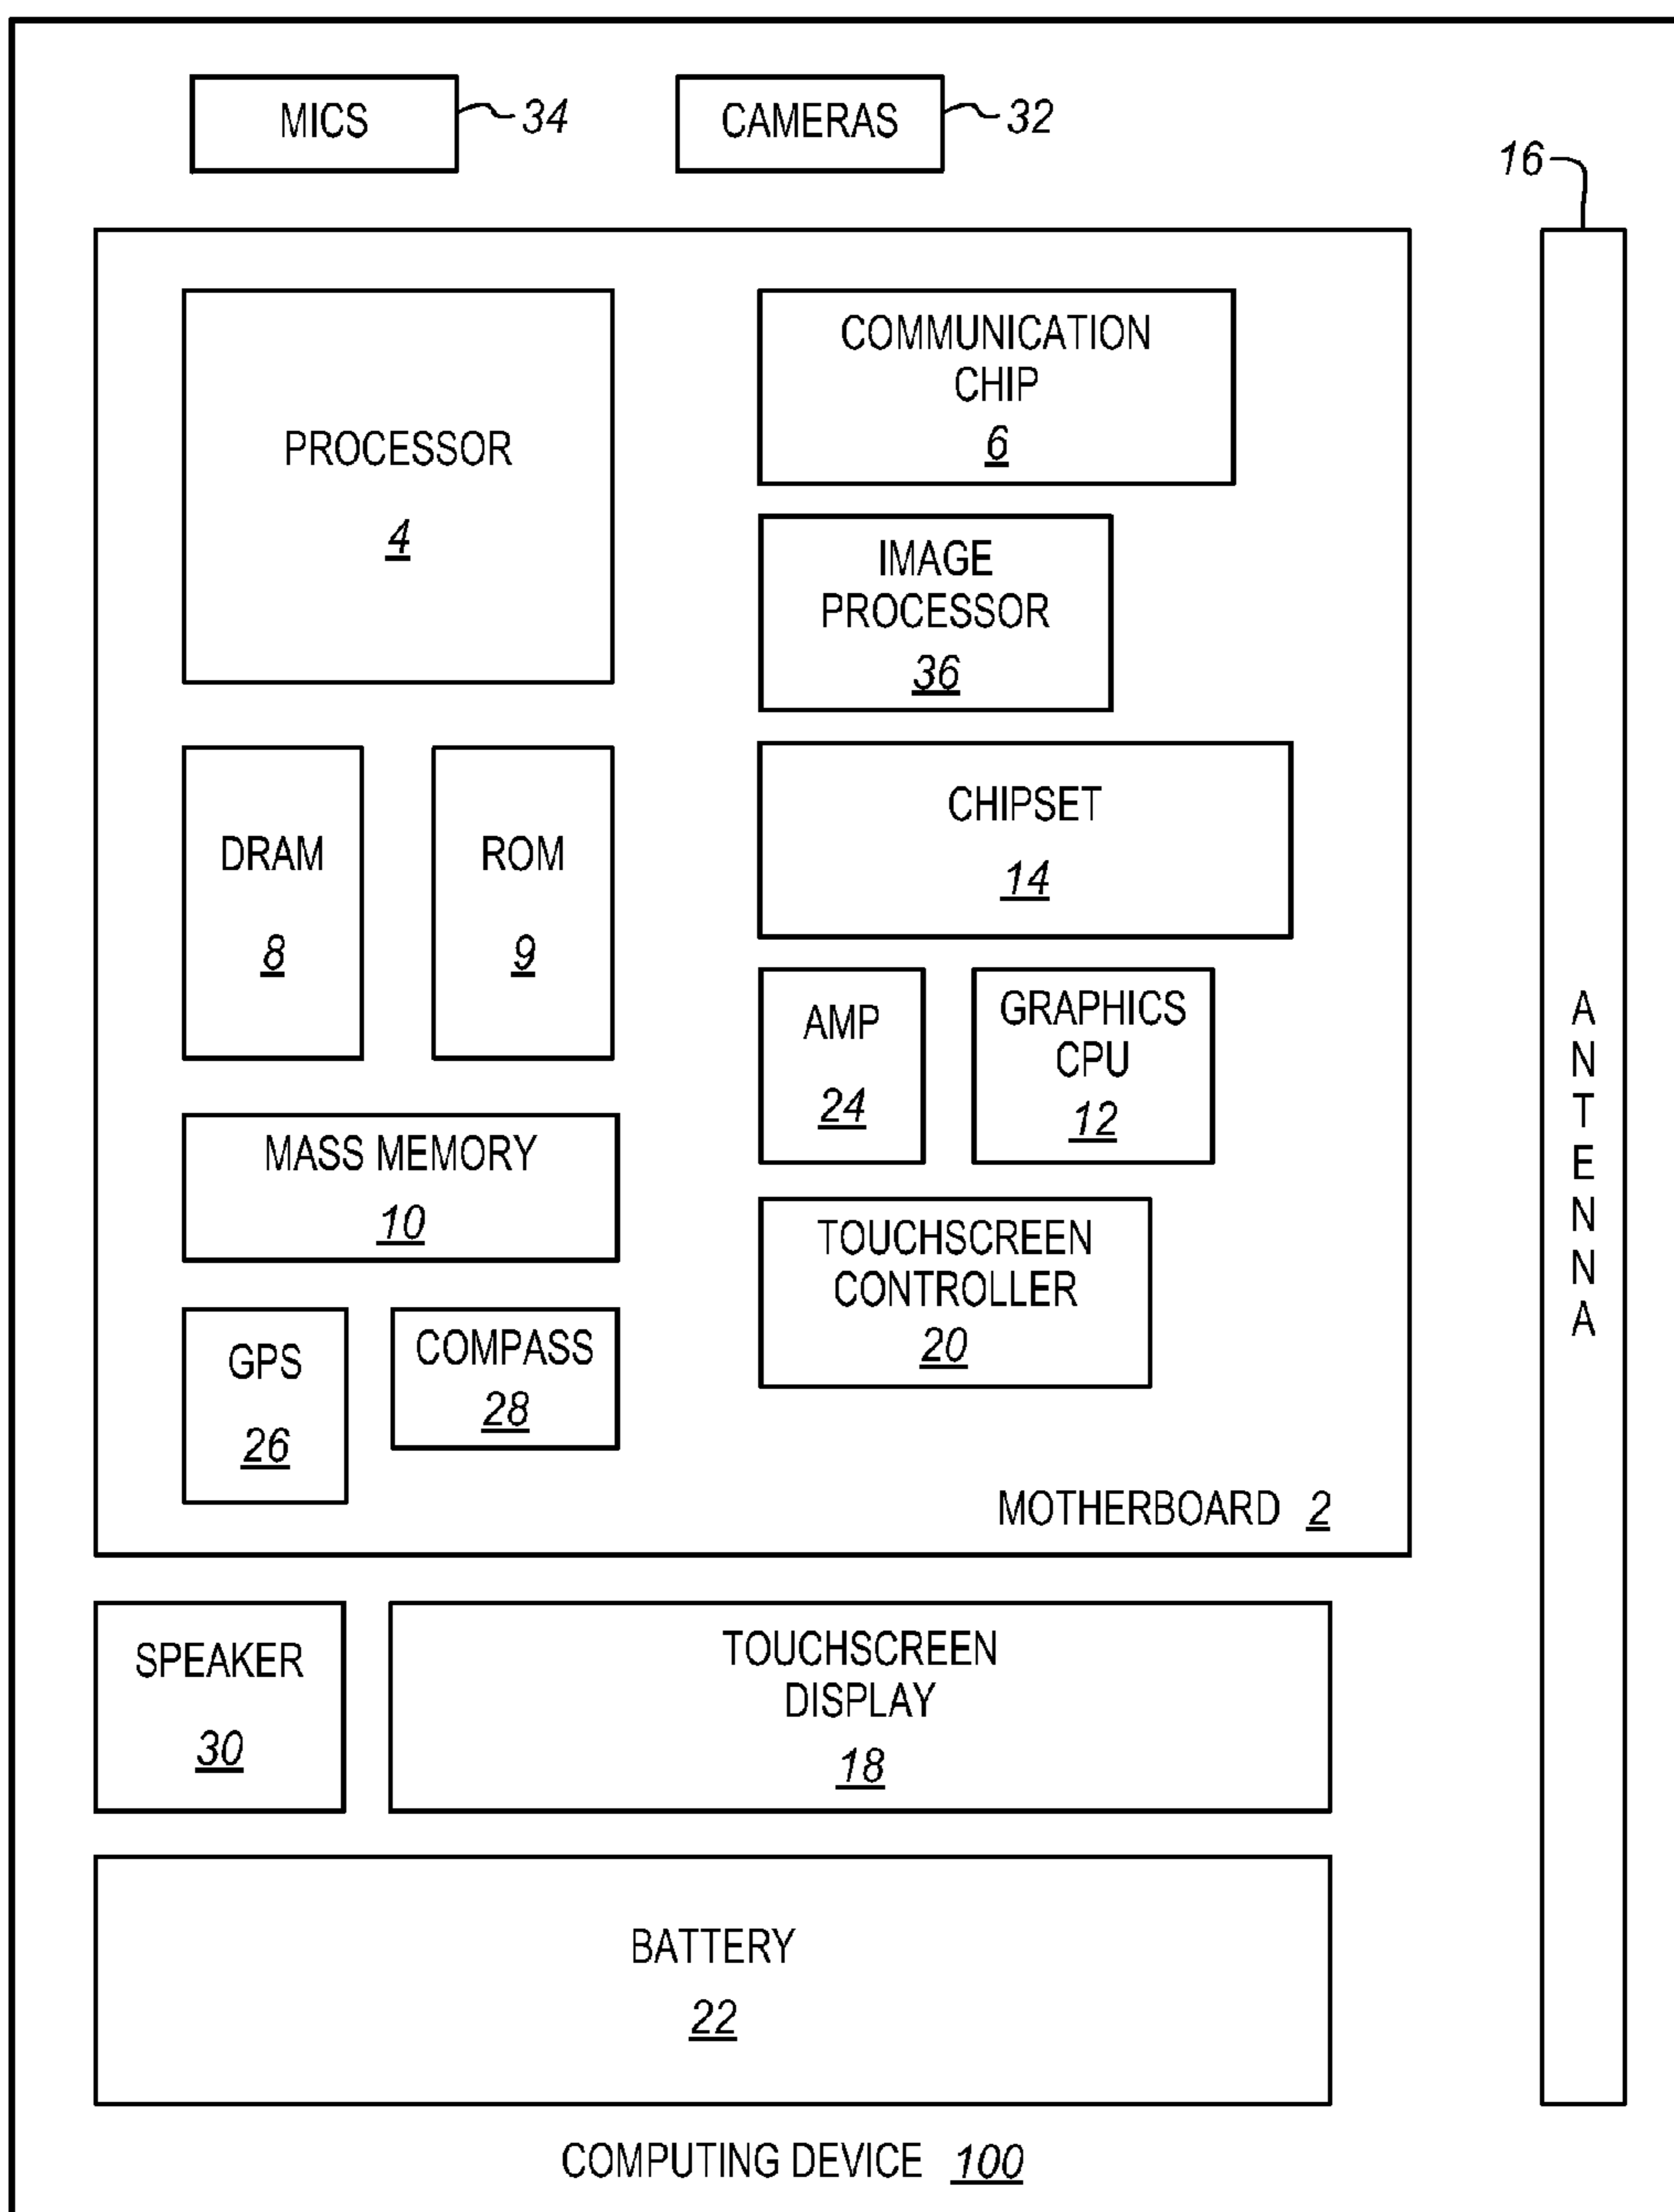 MICS
34
CAMERAS
32
16
PROCESSOR
4
COMMUNICATION
CHIP
6
IMAGE
PROCESSOR
36
DRAM
8
ROM
9
CHIPSET
14
AMP
24
GRAPHICS
CPU
12
MASS MEMORY
10
TOUCHSCREEN
CONTROLLER
20
GPS
26
COMPASS
28
MOTHERBOARD 2
ANTENNA
SPEAKER
30
TOUCHSCREEN
DISPLAY
18
BATTERY
22
COMPUTING DEVICE 100